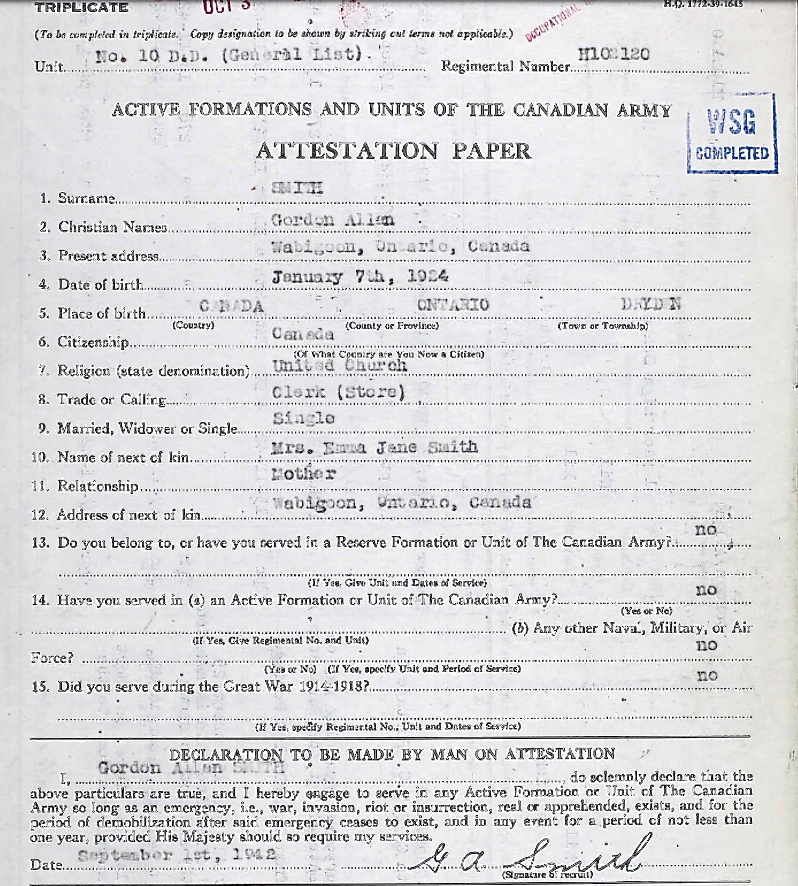 TRIPLICATE
OCT 3
H.Q. 1772-39-1645
(To be completed in triplicate. Copy designation to be shown by striking out terms not applicable.)
OCCUPATIONAL
Unit No. 10 D.D. (General List). Regimental Number H102120
ACTIVE FORMATIONS AND UNITS OF THE CANADIAN ARMY
WSG
COMPLETED
ATTESTATION PAPER
1. Surname SMITH
2. Christian Names Gordon Allan
3. Present address Wabigoon, Ontario, Canada
4. Date of birth January 7th, 1924
5. Place of birth CANADA ONTARIO DRYDEN
(Country) (County or Province) (Town or Township)
6. Citizenship Canada
(Of What Country are You Now a Citizen)
7. Religion (state denomination) United Church
8. Trade or Calling Clerk (Store)
9. Married, Widower or Single Single
10. Name of next of kin Mrs. Emma Jane Smith
11. Relationship Mother
12. Address of next of kin Wabigoon, Ontario, Canada
13. Do you belong to, or have you served in a Reserve Formation or Unit of The Canadian Army? no
(If Yes, Give Unit and Dates of Service)
14. Have you served in (a) an Active Formation or Unit of The Canadian Army? no
(Yes or No)
(b) Any other Naval, Military, or Air
(If Yes, Give Regimental No. and Unit)
Force? no
(Yes or No) (If Yes, specify Unit and Period of Service)
15. Did you serve during the Great War 1914-1918? no
(If Yes, specify Regimental No., Unit and Dates of Service)
DECLARATION TO BE MADE BY MAN ON ATTESTATION
I, Gordon Allan SMITH, do solemnly declare that the
above particulars are true, and I hereby engage to serve in any Active Formation or Unit of The Canadian
Army so long as an emergency, i.e., war, invasion, riot or insurrection, real or apprehended, exists, and for the
period of demobilization after said emergency ceases to exist, and in any event for a period of not less than
one year, provided His Majesty should so require my services.
Date September 1st, 1942 G A Smith
(Signature of recruit)